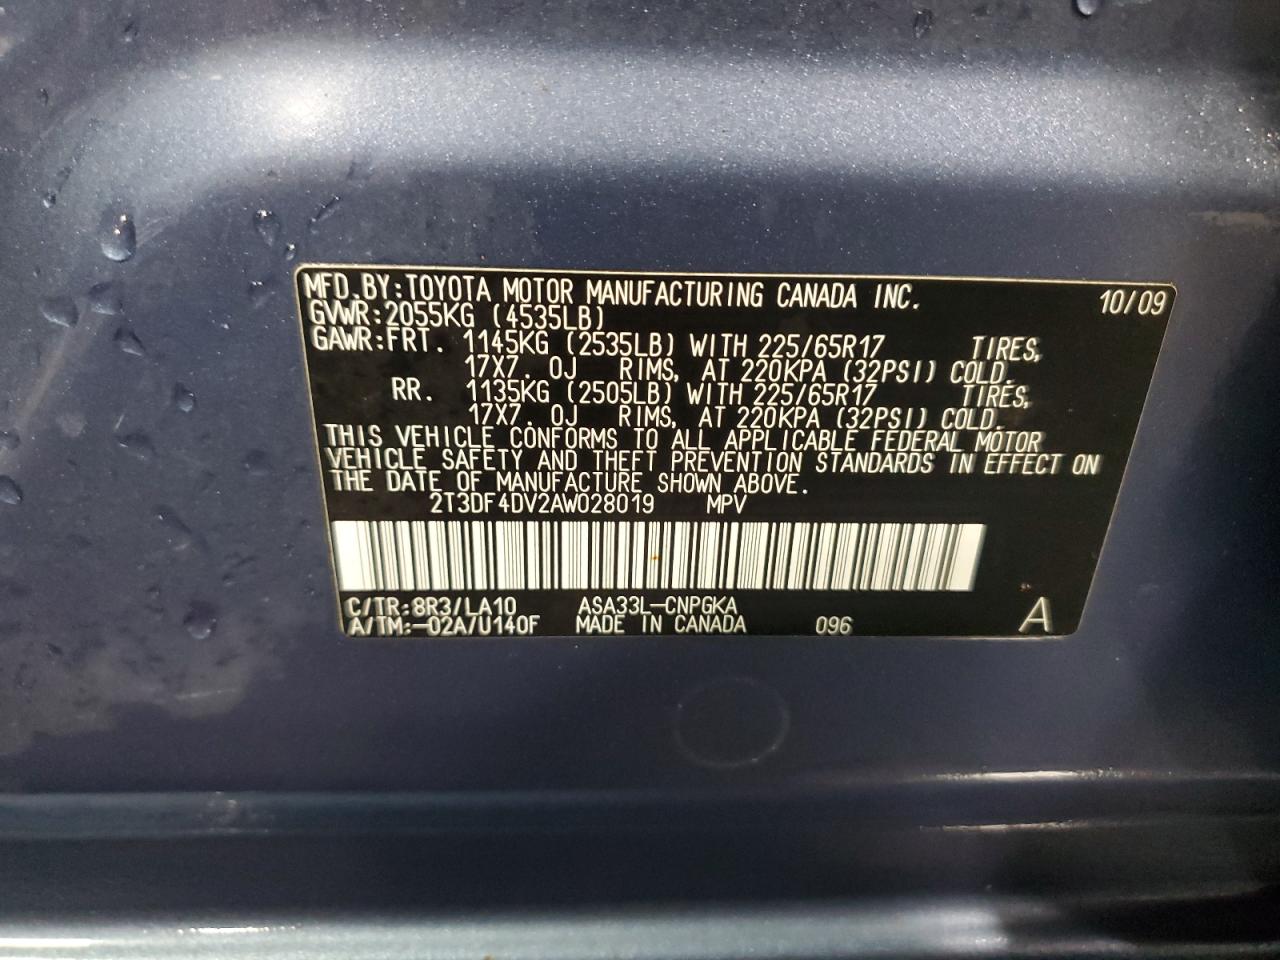 MFD.BY:TOYOTA MOTOR MANUFACTURING CANADA INC. 10/09
GVWR:2055KG (4535LB)
GAWR:FRT. 1145KG (2535LB) WITH 225/65R17 TIRES,
17X7. 0J RIMS, AT 220KPA (32PSI) COLD.
RR. 1135KG (2505LB) WITH 225/65R17 TIRES,
17X7. 0J RIMS, AT 220KPA (32PSI) COLD.
THIS VEHICLE CONFORMS TO ALL APPLICABLE FEDERAL MOTOR
VEHICLE SAFETY AND THEFT PREVENTION STANDARDS IN EFFECT ON
THE DATE OF MANUFACTURE SHOWN ABOVE.
2T3DF4DV2AW028019 MPV
C/TR:8R3/LA10 ASA33L-CNPGKA
A/TM:-02A/U140F MADE IN CANADA 096 A